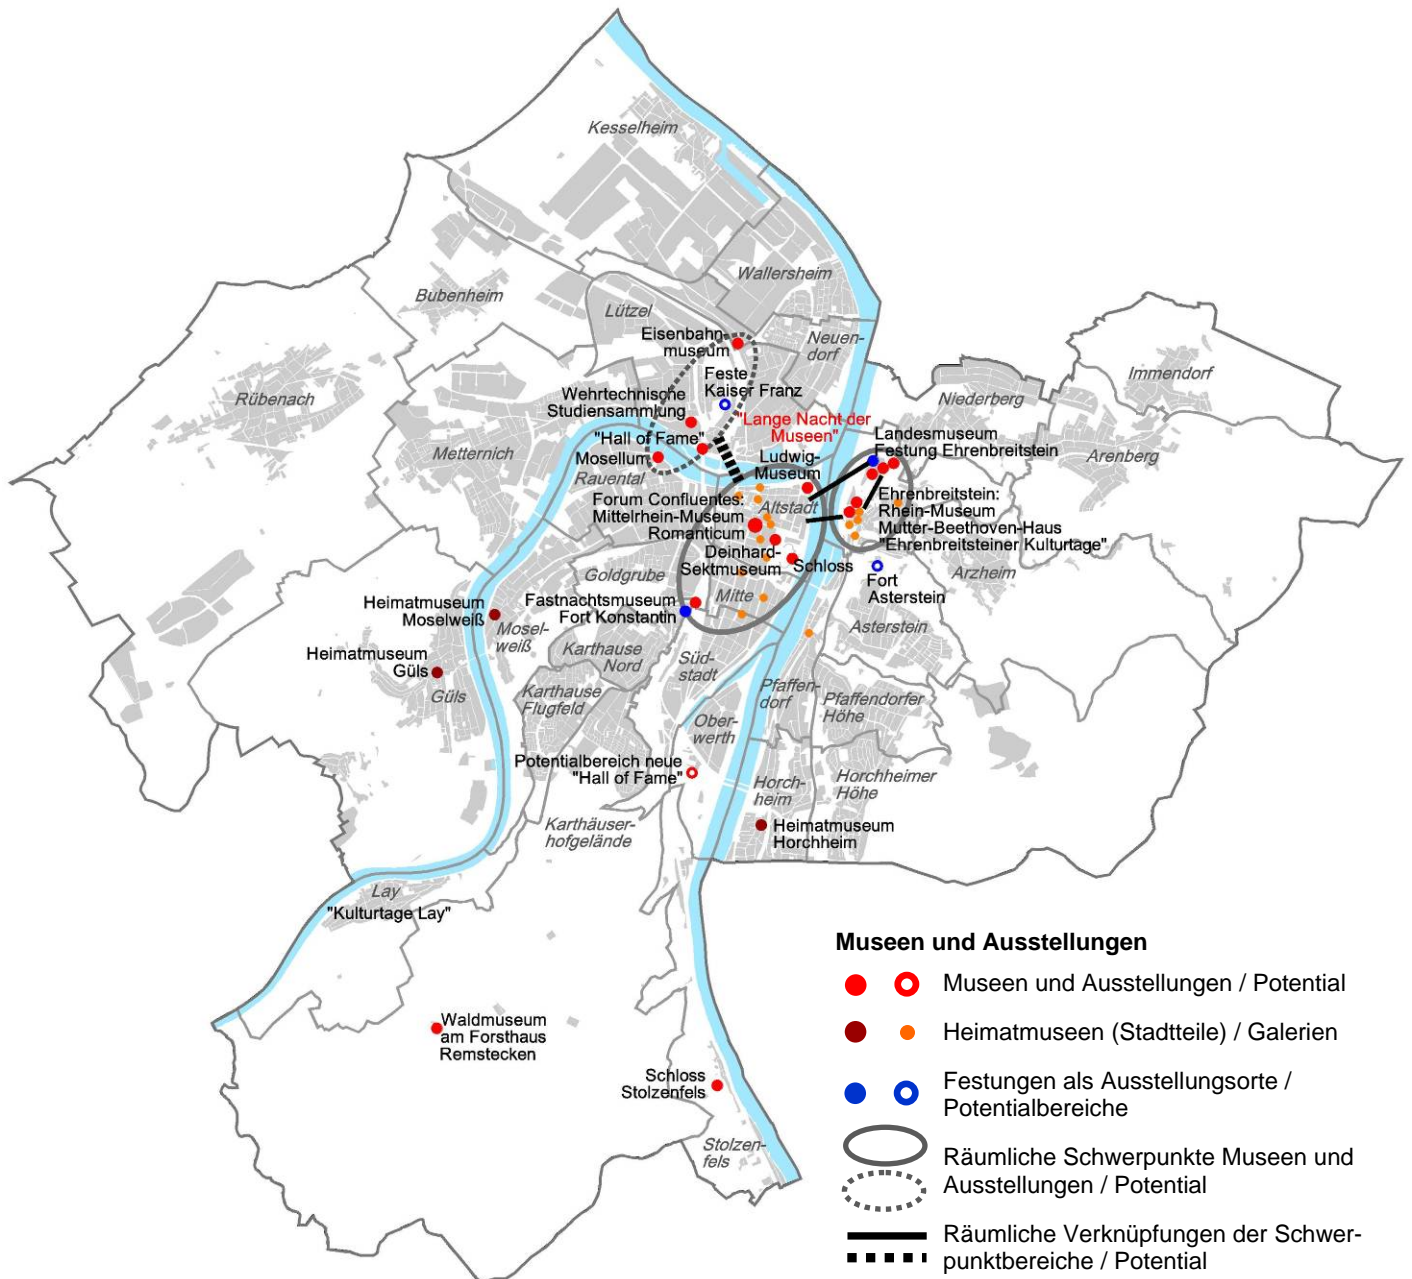 Kesselheim
Wallersheim
Bubenheim
Lützel
Eisenbahn-
museum
Neuen-
dorf
Feste
Kaiser Franz
Immendorf
Rübenach
Wehrtechnische
Studiensammlung
Niederberg
"Lange Nacht der
Museen"
"Hall of Fame"
Metternich
Mosellum
Landesmuseum
Festung Ehrenbreitstein
Arenberg
Ludwig-
Museum
Rauental
Forum Confluentes:
Mittelrhein-Museum
Romanticum
Altstadt
Ehrenbreitstein:
Rhein-Museum
Mutter-Beethoven-Haus
"Ehrenbreitsteiner Kulturtage"
Deinhard-
Sektmuseum
Schloss
Goldgrube
Fort
Asterstein
Arzheim
Mitte
Heimatmuseum
Moselweiß
Fastnachtsmuseum
Fort Konstantin
Mosel-
weiß
Asterstein
Heimatmuseum
Güls
Karthause
Nord
Süd-
stadt
Güls
Karthause
Flugfeld
Pfaffen-
dorf
Pfaffendorfer
Höhe
Ober-
werth
Potentialbereich neue
"Hall of Fame"
Horch-
heim
Horchheimer
Höhe
Karthäuser-
hofgelände
Heimatmuseum
Horchheim
Lay
"Kulturtage Lay"
Waldmuseum
am Forsthaus
Remstecken
Schloss
Stolzenfels
Stolzen-
fels
Museen und Ausstellungen
Museen und Ausstellungen / Potential
Heimatmuseen (Stadtteile) / Galerien
Festungen als Ausstellungsorte /
Potentialbereiche
Räumliche Schwerpunkte Museen und
Ausstellungen / Potential
Räumliche Verknüpfungen der Schwer-
punktbereiche / Potential